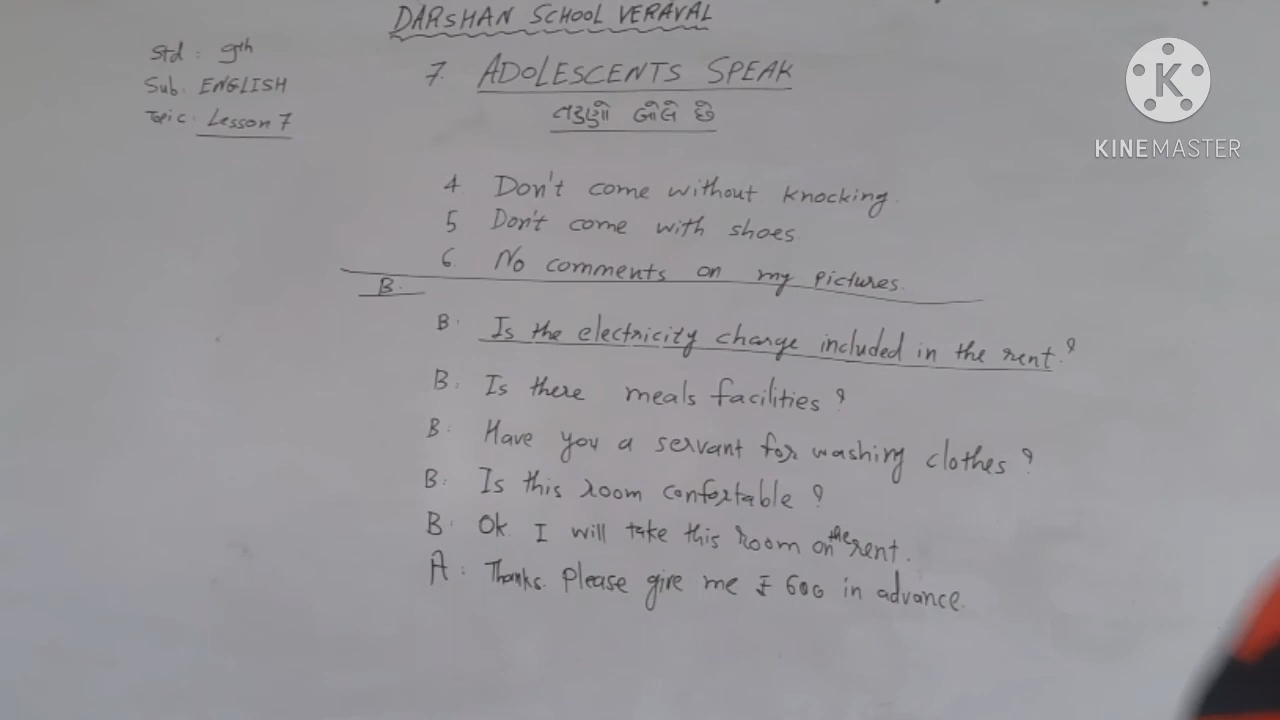 DARSHAN SCHOOL VERAVAL
Std : 9th
Sub. ENGLISH
Topic : Lesson 7
7. ADOLESCENTS SPEAK
તરુણો બોલે છે
4 Don't come without knocking.
5 Don't come with shoes
6. No comments on my pictures.
B.
B. Is the electricity charge included in the rent ?
B. Is there meals facilities ?
B. Have you a servant for washing clothes ?
B. Is this room confortable ?
B. Ok. I will take this room on the rent.
A. Thanks. Please give me ₹ 600 in advance.
K
KINEMASTER